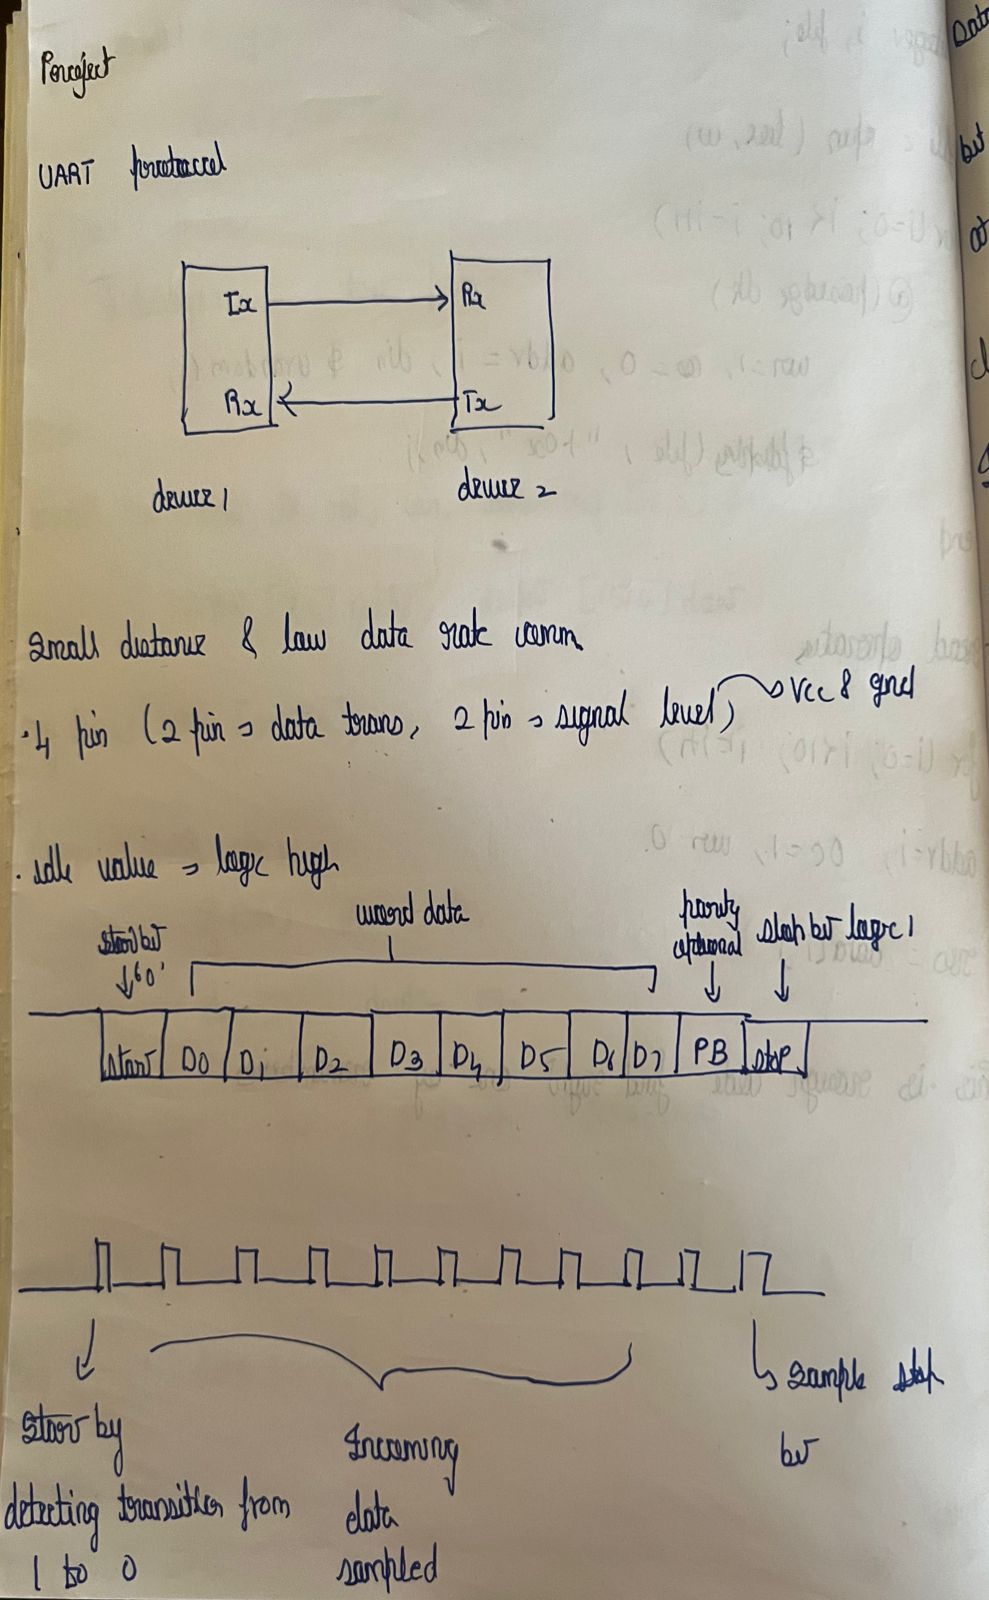 Project
UART protocol
Tx
Rx
Rx
Tx
device 1
device 2
small distance & low data rate comm
Vcc & gnd
. 4 pin (2 pin → data trans, 2 pin → signal level)
. idle value → logic high
word data
start bit
'0'
parity
optional
stop bit logic 1
start D0 D1 D2 D3 D4 D5 D6 D7 PB stop
sample stop
bit
Start by
detecting transition from
1 to 0
Incoming
data
sampled